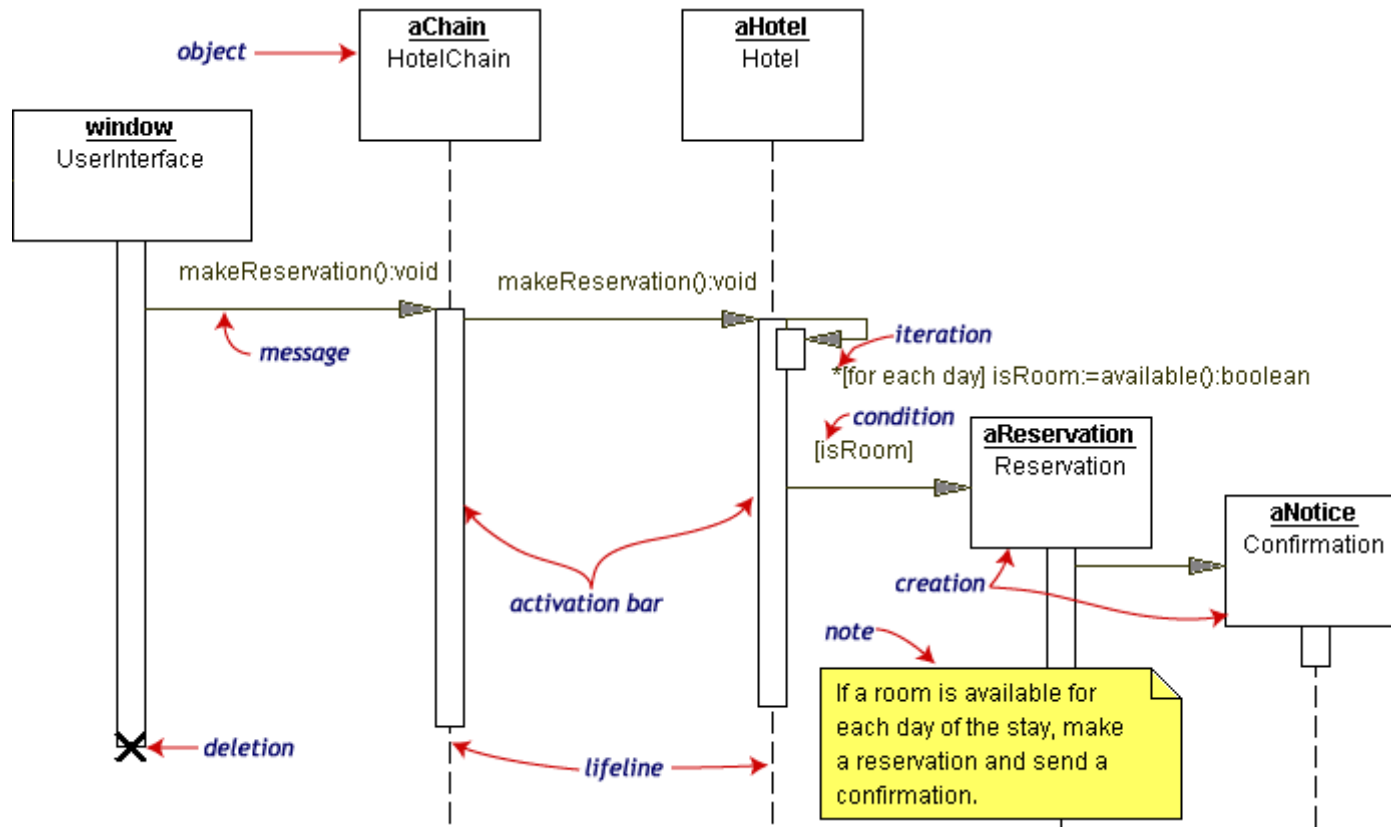 aChain
HotelChain
aHotel
Hotel
object
window
UserInterface
makeReservation():void
makeReservation():void
message
iteration
*[for each day] isRoom:=available():boolean
condition
[isRoom]
aReservation
Reservation
aNotice
Confirmation
activation bar
creation
note
If a room is available for
each day of the stay, make
a reservation and send a
confirmation.
deletion
lifeline